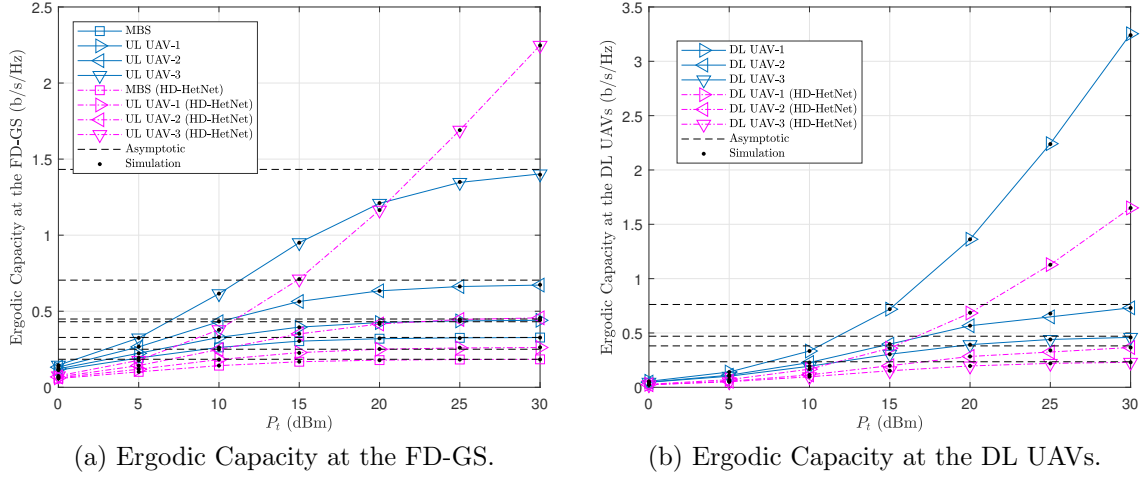 Ergodic Capacity at the FD-GS (b/s/Hz)
2.5
2
1.5
1
0.5
0
MBS
UL UAV-1
UL UAV-2
UL UAV-3
MBS (HD-HetNet)
UL UAV-1 (HD-HetNet)
UL UAV-2 (HD-HetNet)
UL UAV-3 (HD-HetNet)
Asymptotic
Simulation
0 5 10 15 20 25 30
P_t (dBm)
(a) Ergodic Capacity at the FD-GS.
Ergodic Capacity at the DL UAVs (b/s/Hz)
3.5
3
2.5
2
1.5
1
0.5
0
DL UAV-1
DL UAV-2
DL UAV-3
DL UAV-1 (HD-HetNet)
DL UAV-2 (HD-HetNet)
DL UAV-3 (HD-HetNet)
Asymptotic
Simulation
0 5 10 15 20 25 30
P_t (dBm)
(b) Ergodic Capacity at the DL UAVs.